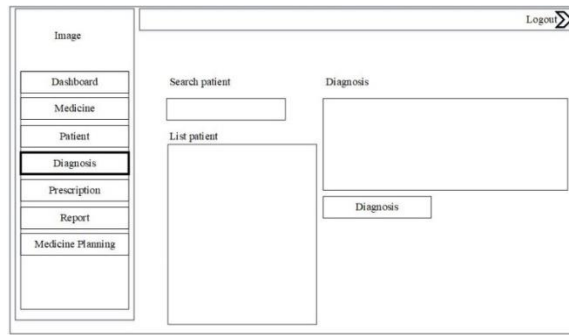 Logout
Image
Dashboard
Medicine
Patient
Diagnosis
Prescription
Report
Medicine Planning
Search patient
List patient
Diagnosis
Diagnosis